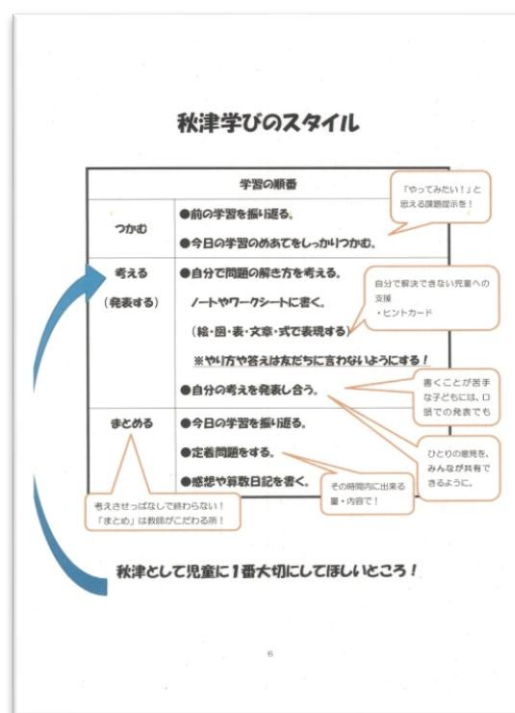 秋津学びのスタイル
学習の順番
「やってみたい！」と
思える課題提示を！
つかむ
●前の学習を振り返る。
●今日の学習のめあてをしっかりつかむ。
考える
（発表する）
●自分で問題の解き方を考える。
ノートやワークシートに書く。
（絵・図・表・文章・式で表現する）
※やり方や答えは友だちに言わないようにする！
●自分の考えを発表し合う。
自分で解決できない児童への
支援
・ヒントカード
書くことが苦手
な子どもには、口
頭での発表でも
ひとりの意見を、
みんなが共有で
きるように。
まとめる
●今日の学習を振り返る。
●定着問題をする。
●感想や算数日記を書く。
その時間内に出来る
量・内容で！
考えさせっぱなしで終わらない！
「まとめ」は教師がこだわる所！
秋津として児童に１番大切にしてほしいところ！
6